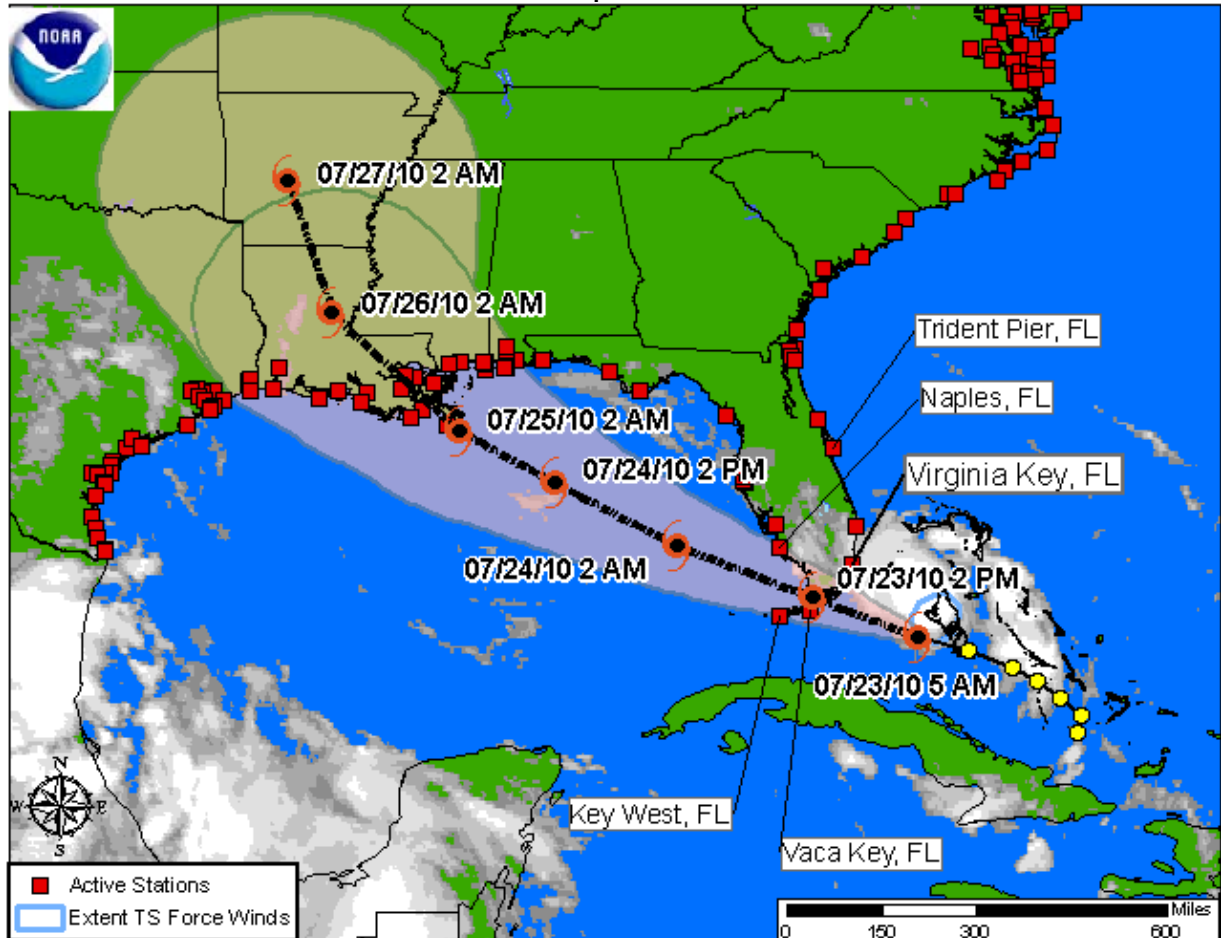 NOAA
07/27/10 2 AM
07/26/10 2 AM
Trident Pier, FL
Naples, FL
07/25/10 2 AM
07/24/10 2 PM
Virginia Key, FL
07/24/10 2 AM
07/23/10 2 PM
07/23/10 5 AM
Key West, FL
Vaca Key, FL
N
W
E
S
Active Stations
Extent TS Force Winds
Miles
0 150 300 600